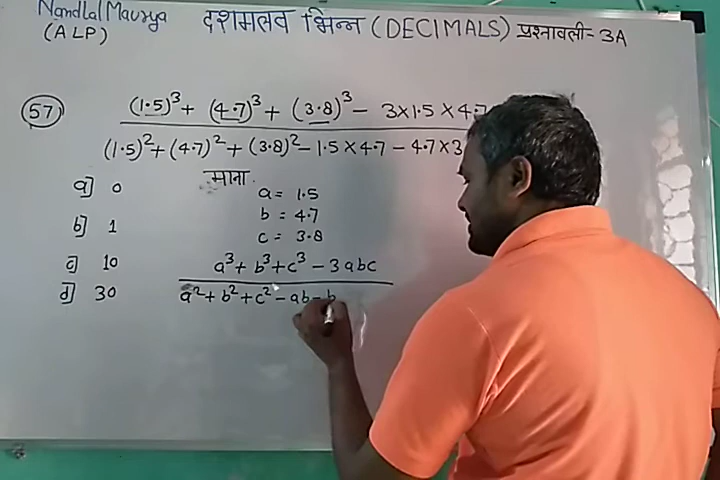 Nandlal Maurya
(ALP)
दशमलव भिन्न (DECIMALS) प्रश्नावली = 3A
57 (1.5)³ + (4.7)³ + (3.8)³ - 3×1.5×4.7
(1.5)² + (4.7)² + (3.8)² - 1.5×4.7 - 4.7×3
माना
a] 0
a = 1.5
b] 1
b = 4.7
c = 3.8
c] 10
a³ + b³ + c³ - 3abc
d] 30
a² + b² + c² - ab - b